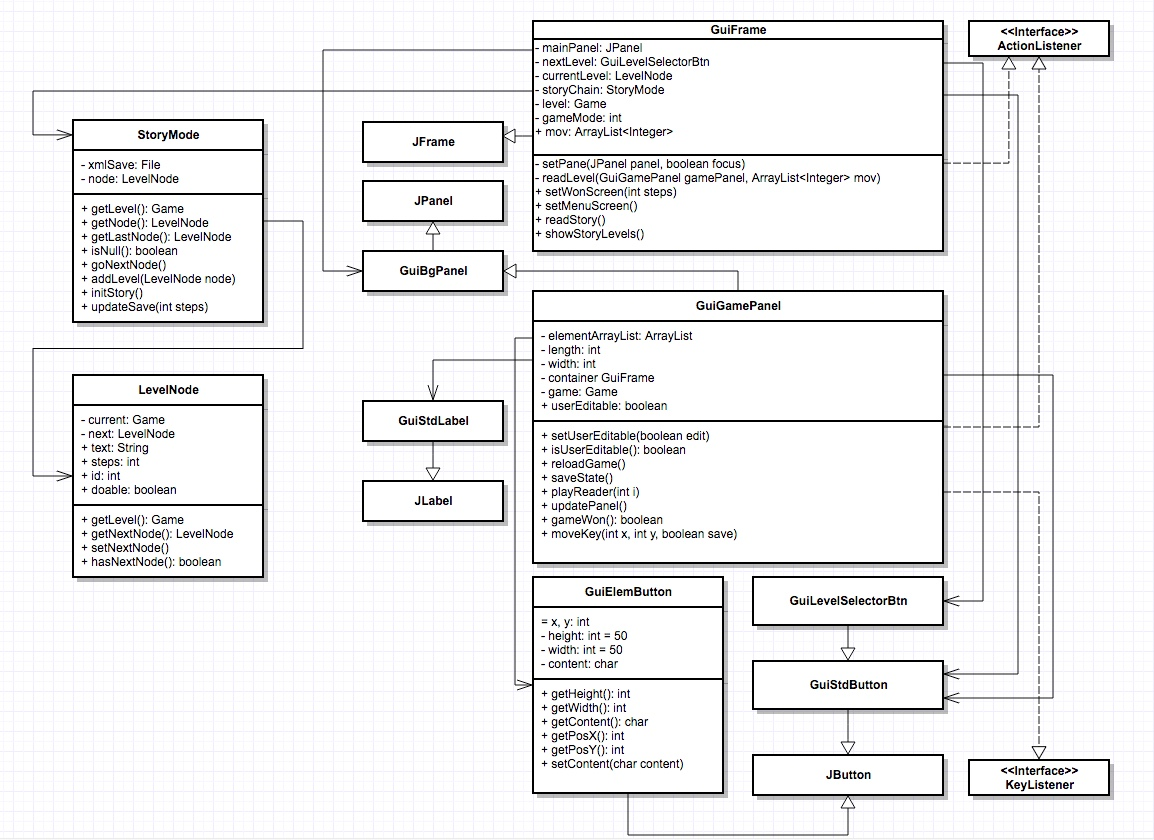 GuiFrame
- mainPanel: JPanel
- nextLevel: GuiLevelSelectorBtn
- currentLevel: LevelNode
- storyChain: StoryMode
- level: Game
- gameMode: int
+ mov: ArrayList<Integer>
- setPane(JPanel panel, boolean focus)
- readLevel(GuiGamePanel gamePanel, ArrayList<Integer> mov)
+ setWonScreen(int steps)
+ setMenuScreen()
+ readStory()
+ showStoryLevels()
<<Interface>>
ActionListener
StoryMode
- xmlSave: File
- node: LevelNode
+ getLevel(): Game
+ getNode(): LevelNode
+ getLastNode(): LevelNode
+ isNull(): boolean
+ goNextNode()
+ addLevel(LevelNode node)
+ initStory()
+ updateSave(int steps)
JFrame
JPanel
GuiBgPanel
GuiGamePanel
- elementArrayList: ArrayList
- length: int
- width: int
- container GuiFrame
- game: Game
+ userEditable: boolean
+ setUserEditable(boolean edit)
+ isUserEditable(): boolean
+ reloadGame()
+ saveState()
+ playReader(int i)
+ updatePanel()
+ gameWon(): boolean
+ moveKey(int x, int y, boolean save)
LevelNode
- current: Game
- next: LevelNode
+ text: String
+ steps: int
+ id: int
+ doable: boolean
+ getLevel(): Game
+ getNextNode(): LevelNode
+ setNextNode()
+ hasNextNode(): boolean
GuiStdLabel
JLabel
GuiElemButton
= x, y: int
- height: int = 50
- width: int = 50
- content: char
+ getHeight(): int
+ getWidth(): int
+ getContent(): char
+ getPosX(): int
+ getPosY(): int
+ setContent(char content)
GuiLevelSelectorBtn
GuiStdButton
JButton
<<Interface>>
KeyListener